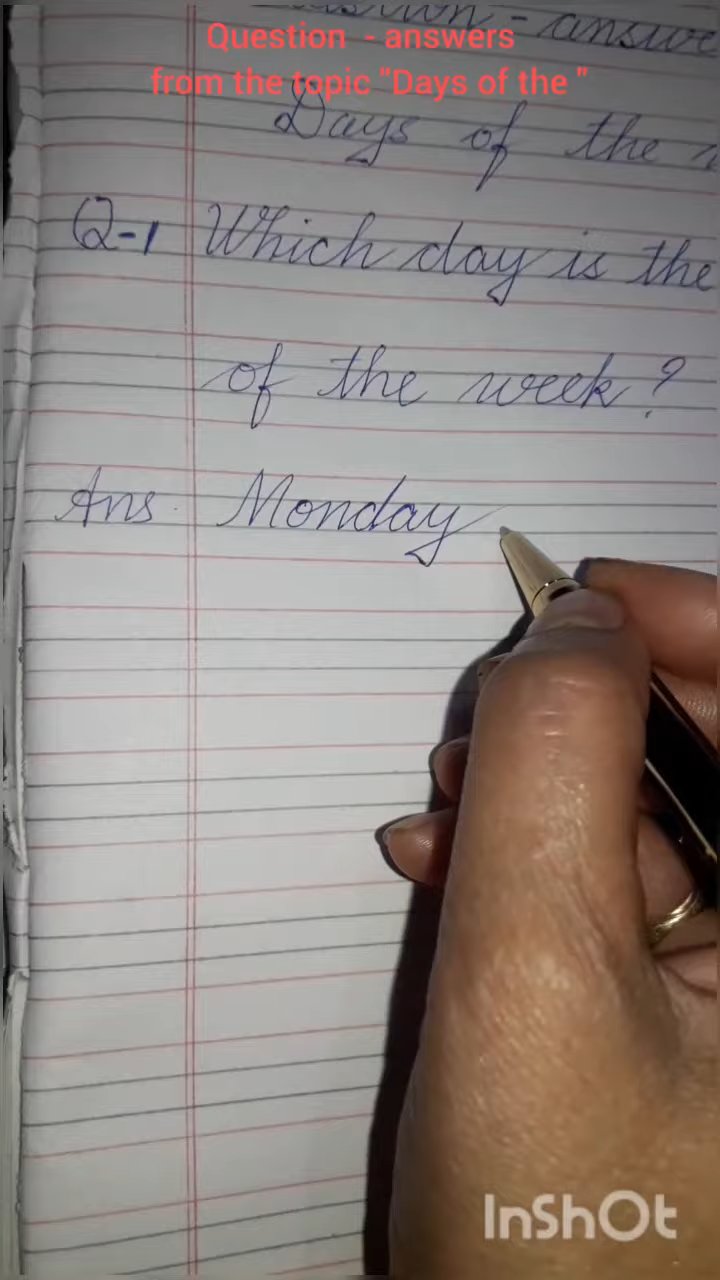 Question - answers
from the topic "Days of the "
Days of the
Q-1 Which day is the
of the week?
Ans. Monday
InShOt